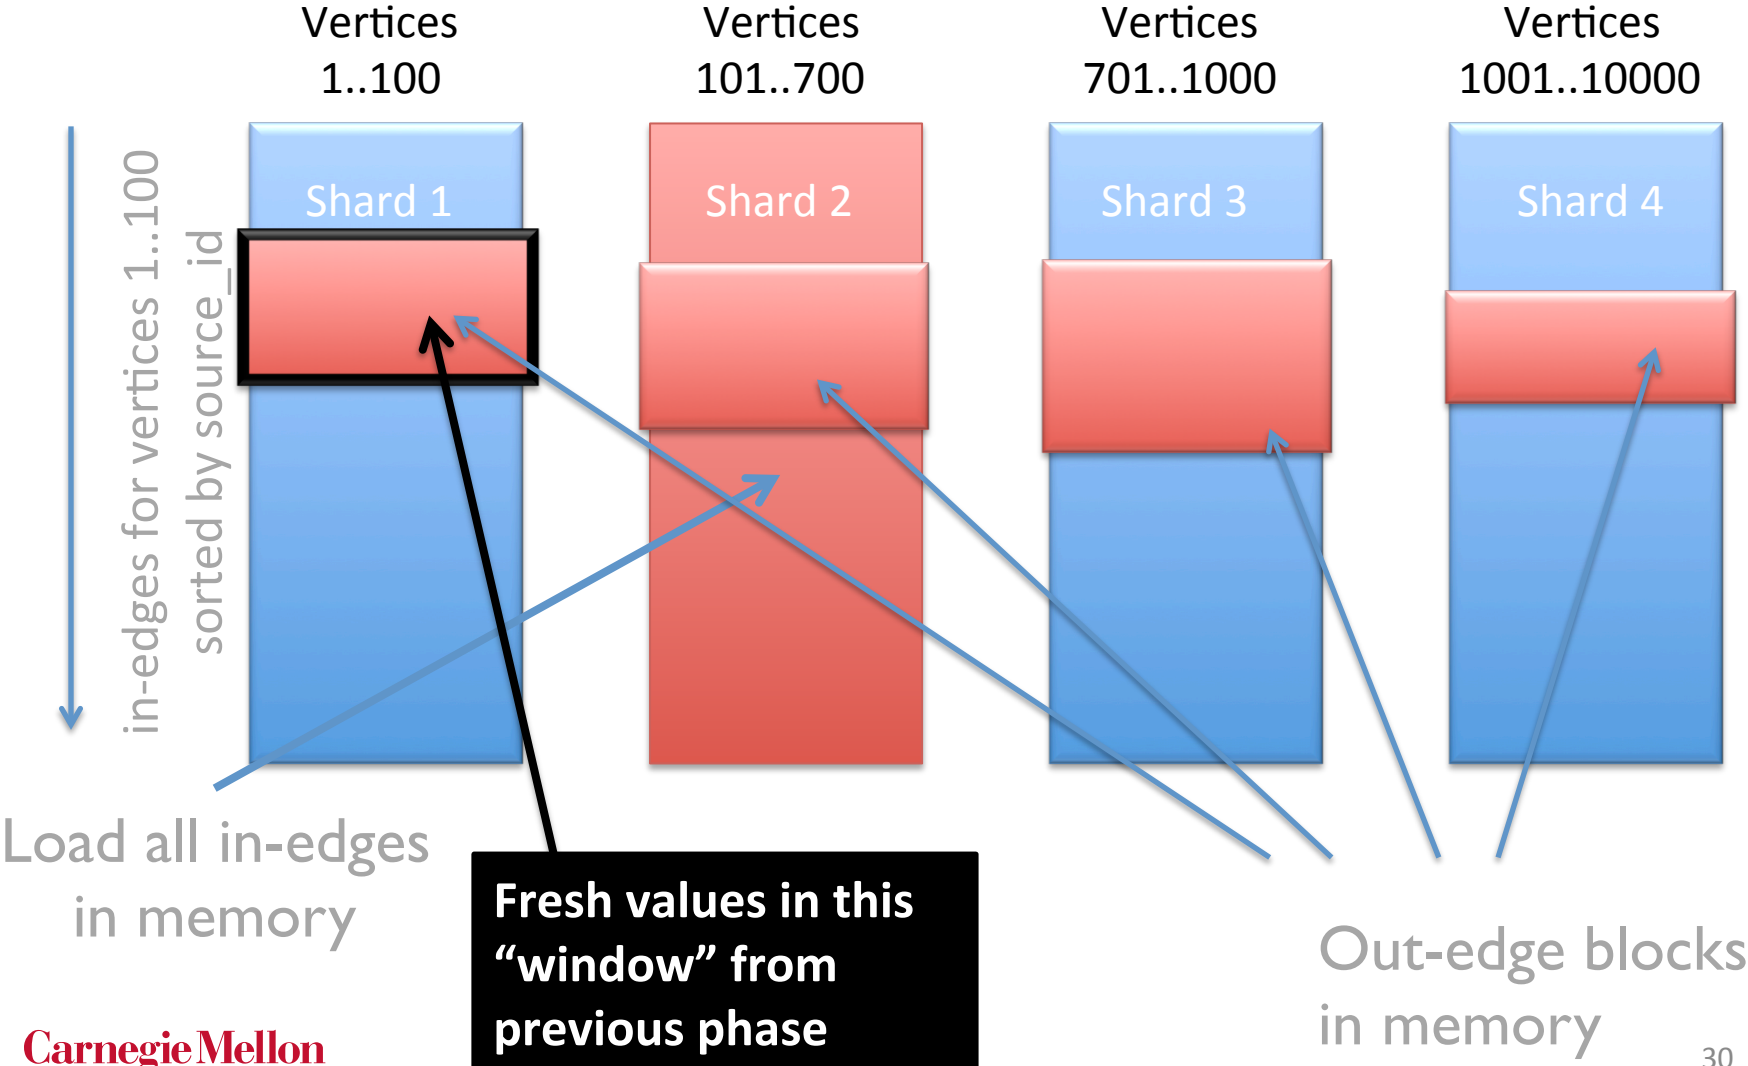 Vertices
1..100
Vertices
101..700
Vertices
701..1000
Vertices
1001..10000
Shard 1
Shard 2
Shard 3
Shard 4
in-edges for vertices 1..100
sorted by source_id
Load all in-edges
in memory
Fresh values in this
“window” from
previous phase
Out-edge blocks
in memory
Carnegie Mellon
30